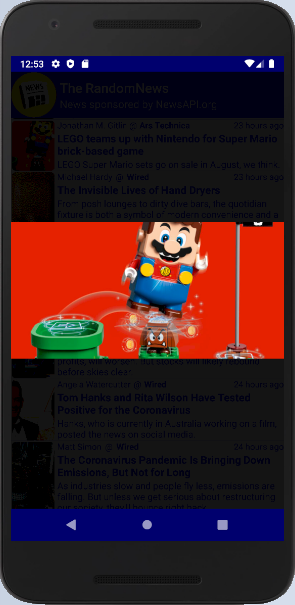 12:53
NEWS
The RandomNews
News sponsored by NewsAPI.org
Jonathan M. Gitlin @ Ars Technica 23 hours ago
LEGO teams up with Nintendo for Super Mario
brick-based game
LEGO Super Mario sets go on sale in August, we think.
Michael Hardy @ Wired 23 hours ago
The Invisible Lives of Hand Dryers
From posh lounges to dirty dive bars, the quotidian
fixture is both a symbol of modern convenience and a
before skies clear.
Angela Watercutter @ Wired 24 hours ago
Tom Hanks and Rita Wilson Have Tested
Positive for the Coronavirus
Hanks, who is currently in Australia working on a film,
posted the news on social media.
Matt Simon @ Wired 24 hours ago
The Coronavirus Pandemic Is Bringing Down
Emissions, But Not for Long
As industries slow and people fly less, emissions are
falling. But unless we get serious about restructuring
our society, they'll bounce right back.